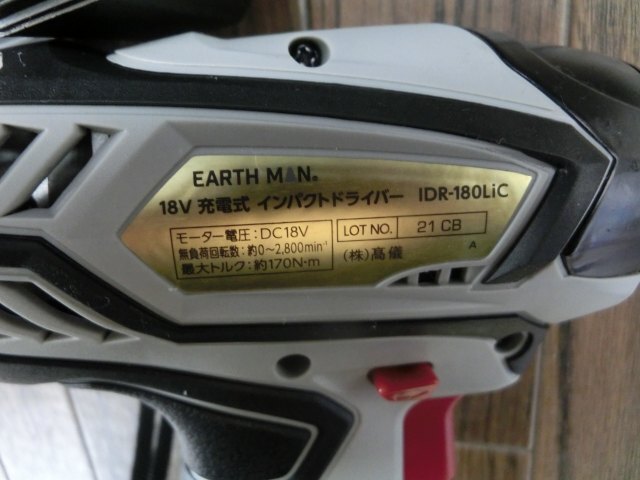 EARTH MAN®
18V 充電式 インパクトドライバー IDR-180LiC
モーター電圧:DC18V
無負荷回転数:約0~2,800min⁻¹
最大トルク:約170N·m
LOT NO. 21 CB
(株)髙儀 A